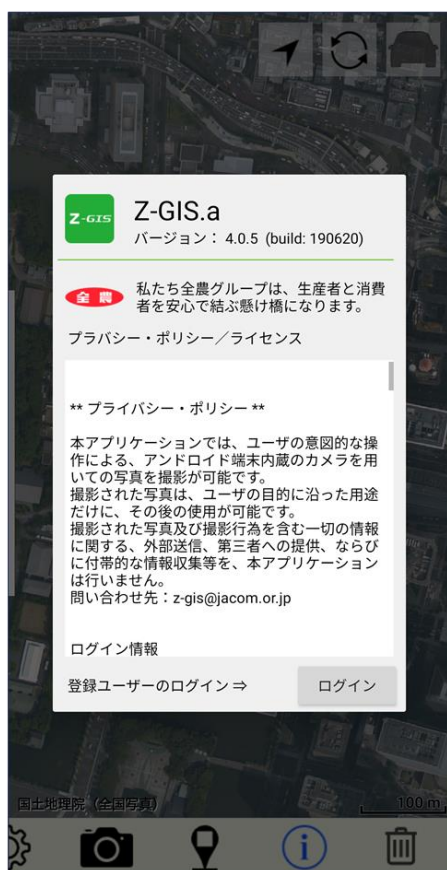 Z-GIS
Z-GIS.a
バージョン： 4.0.5 (build: 190620)
全農
私たち全農グループは、生産者と消費
者を安心で結ぶ懸け橋になります。
プラバシー・ポリシー／ライセンス
** プライバシー・ポリシー **
本アプリケーションでは、ユーザの意図的な操
作による、アンドロイド端末内蔵のカメラを用
いての写真を撮影が可能です。
撮影された写真は、ユーザの目的に沿った用途
だけに、その後の使用が可能です。
撮影された写真及び撮影行為を含む一切の情報
に関する、外部送信、第三者への提供、ならび
に付帯的な情報収集等を、本アプリケーション
は行いません。
問い合わせ先：z-gis@jacom.or.jp
ログイン情報
登録ユーザーのログイン⇒
ログイン
国土地理院（全国写真）
100 m